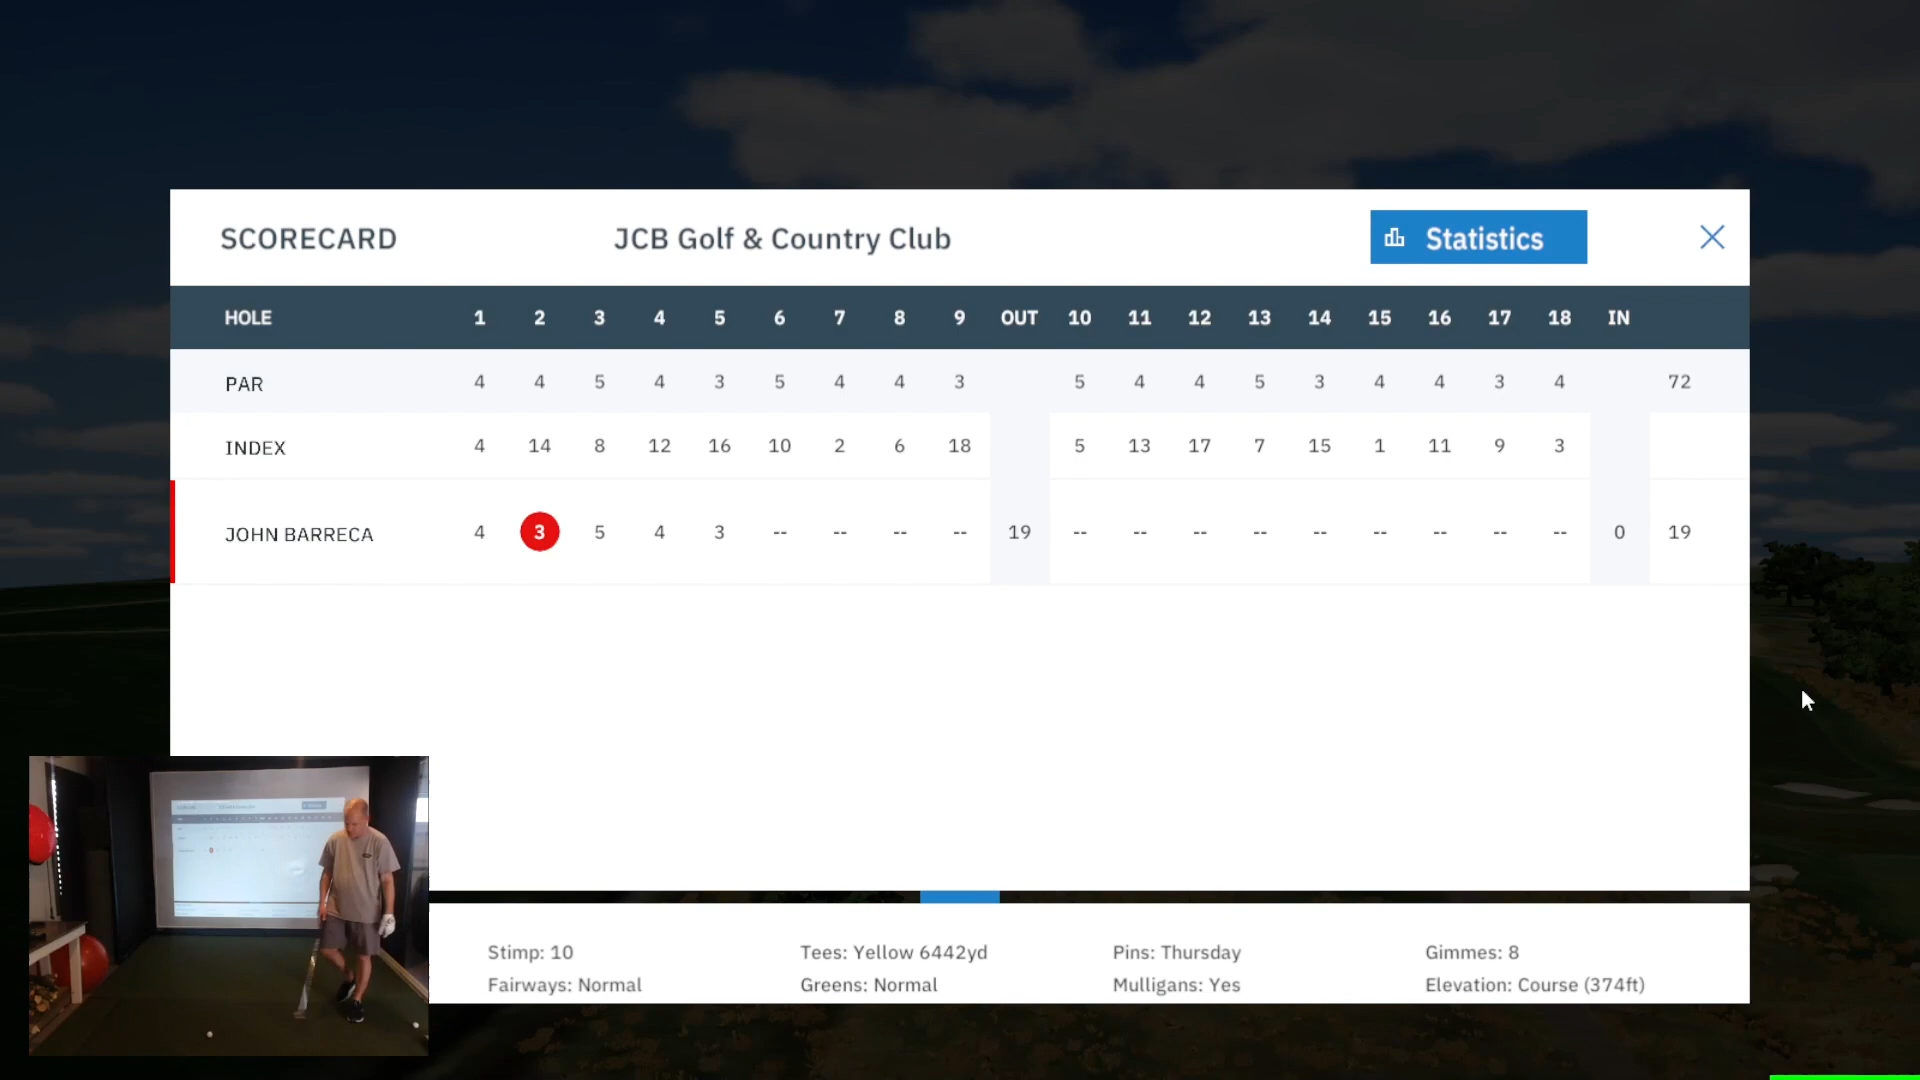 SCORECARD JCB Golf & Country Club Statistics
HOLE 1 2 3 4 5 6 7 8 9 OUT 10 11 12 13 14 15 16 17 18 IN
PAR 4 4 5 4 3 5 4 4 3 5 4 4 5 3 4 4 3 4 72
INDEX 4 14 8 12 16 10 2 6 18 5 13 17 7 15 1 11 9 3
JOHN BARRECA 4 3 5 4 3 -- -- -- -- 19 -- -- -- -- -- -- -- -- -- 0 19
Stimp: 10 Tees: Yellow 6442yd Pins: Thursday Gimmes: 8
Fairways: Normal Greens: Normal Mulligans: Yes Elevation: Course (374ft)